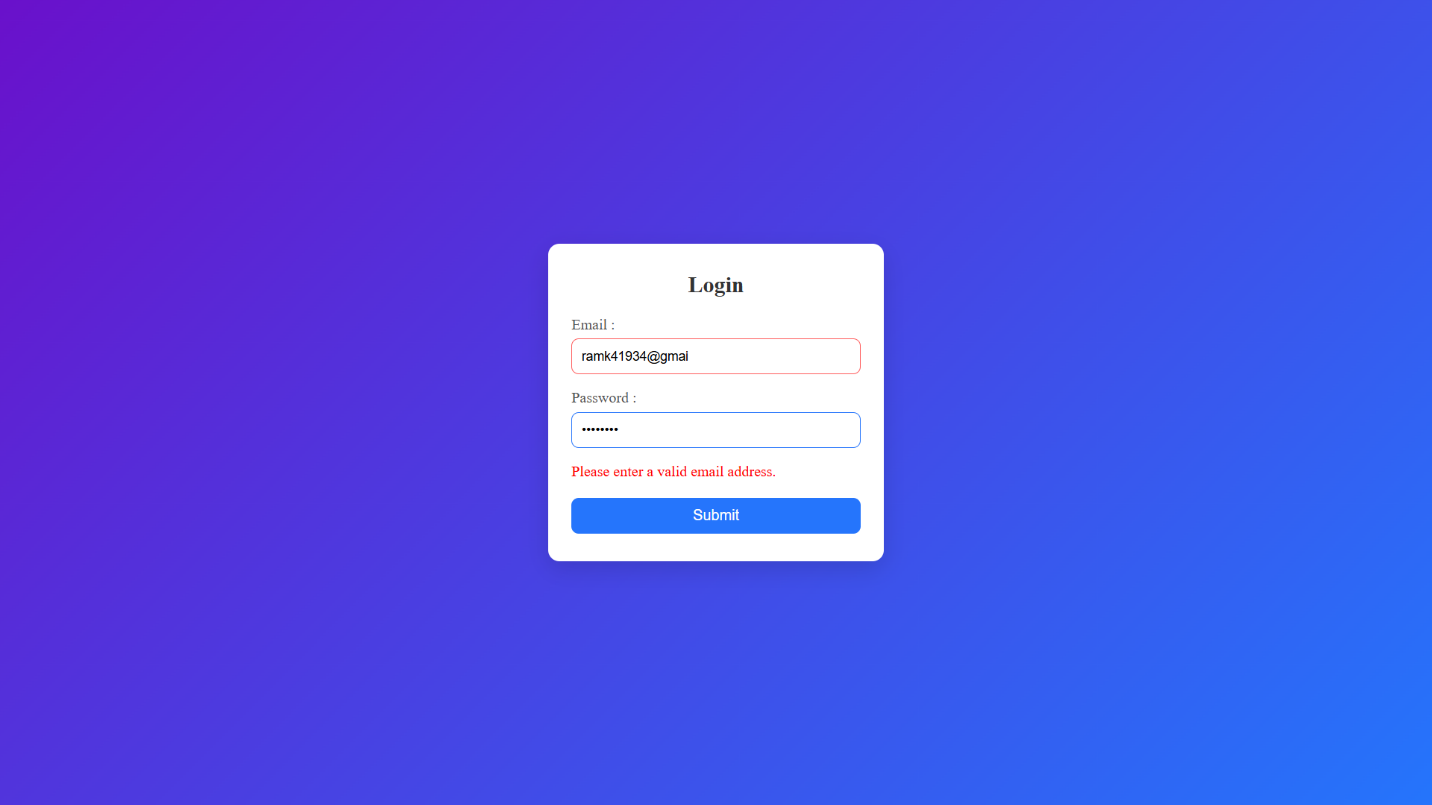 Login
Email :
ramk41934@gmai
Password :
••••••••
Please enter a valid email address.
Submit